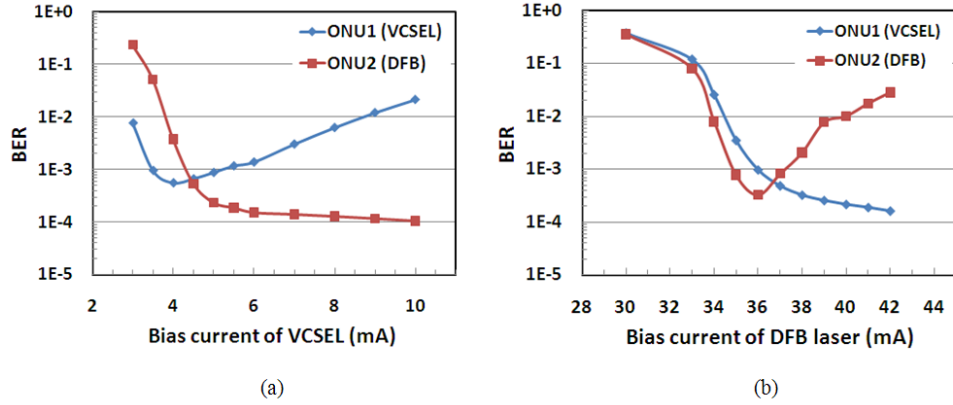 1E+0
1E-1
1E-2
1E-3
1E-4
1E-5
BER
ONU1 (VCSEL)
ONU2 (DFB)
2 4 6 8 10
Bias current of VCSEL (mA)
(a)
1E+0
1E-1
1E-2
1E-3
1E-4
1E-5
BER
ONU1 (VCSEL)
ONU2 (DFB)
28 30 32 34 36 38 40 42 44
Bias current of DFB laser (mA)
(b)